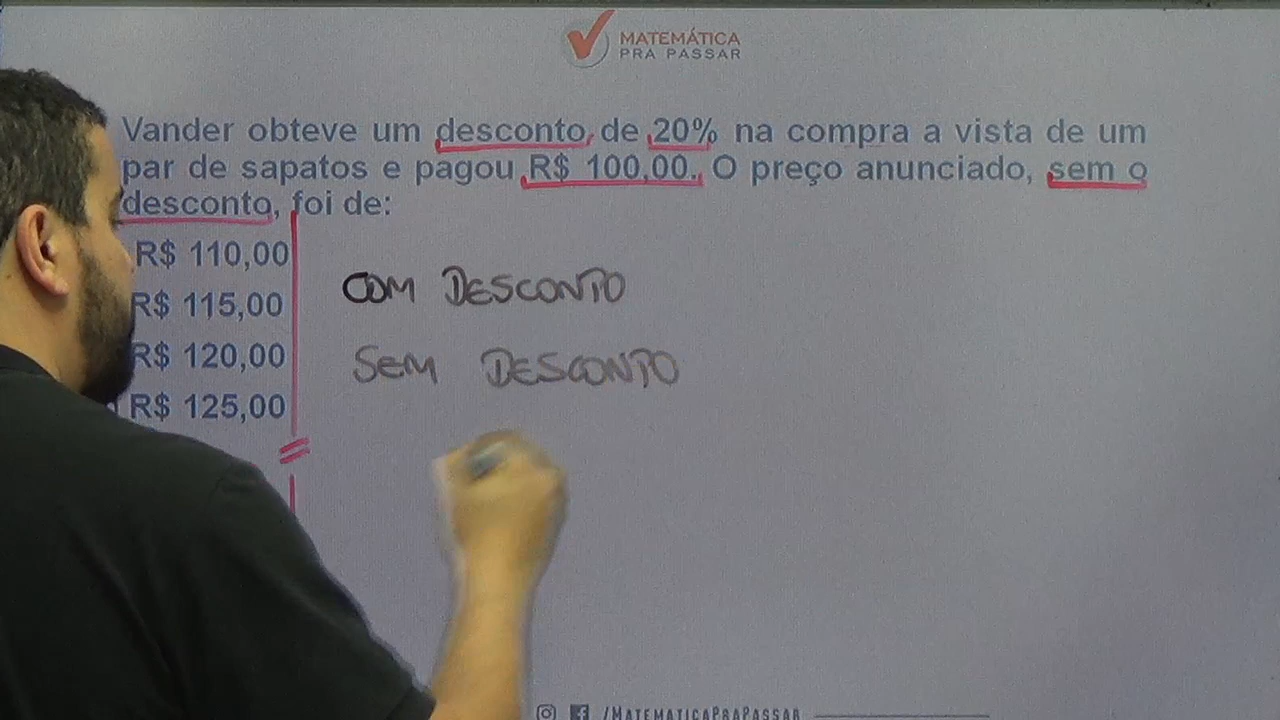 MATEMÁTICA
PRA PASSAR
Vander obteve um desconto de 20% na compra a vista de um
par de sapatos e pagou R$ 100,00. O preço anunciado, sem o
desconto, foi de:
R$ 110,00
R$ 115,00
R$ 120,00
R$ 125,00
COM DESCONTO
SEM DESCONTO
/MATEMATICAPRAPASSAR